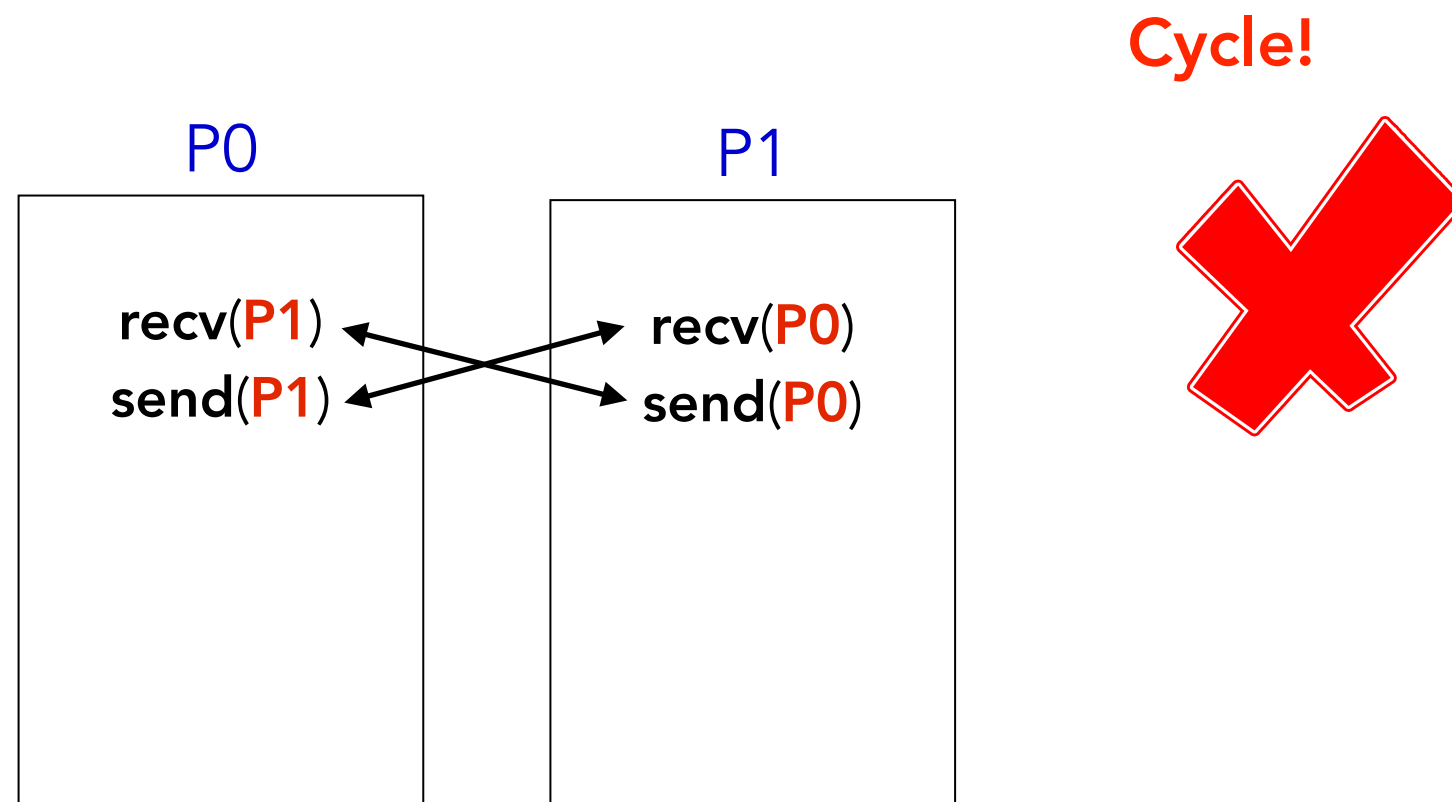 Cycle!
P0
P1
recv(P1)
send(P1)
recv(P0)
send(P0)